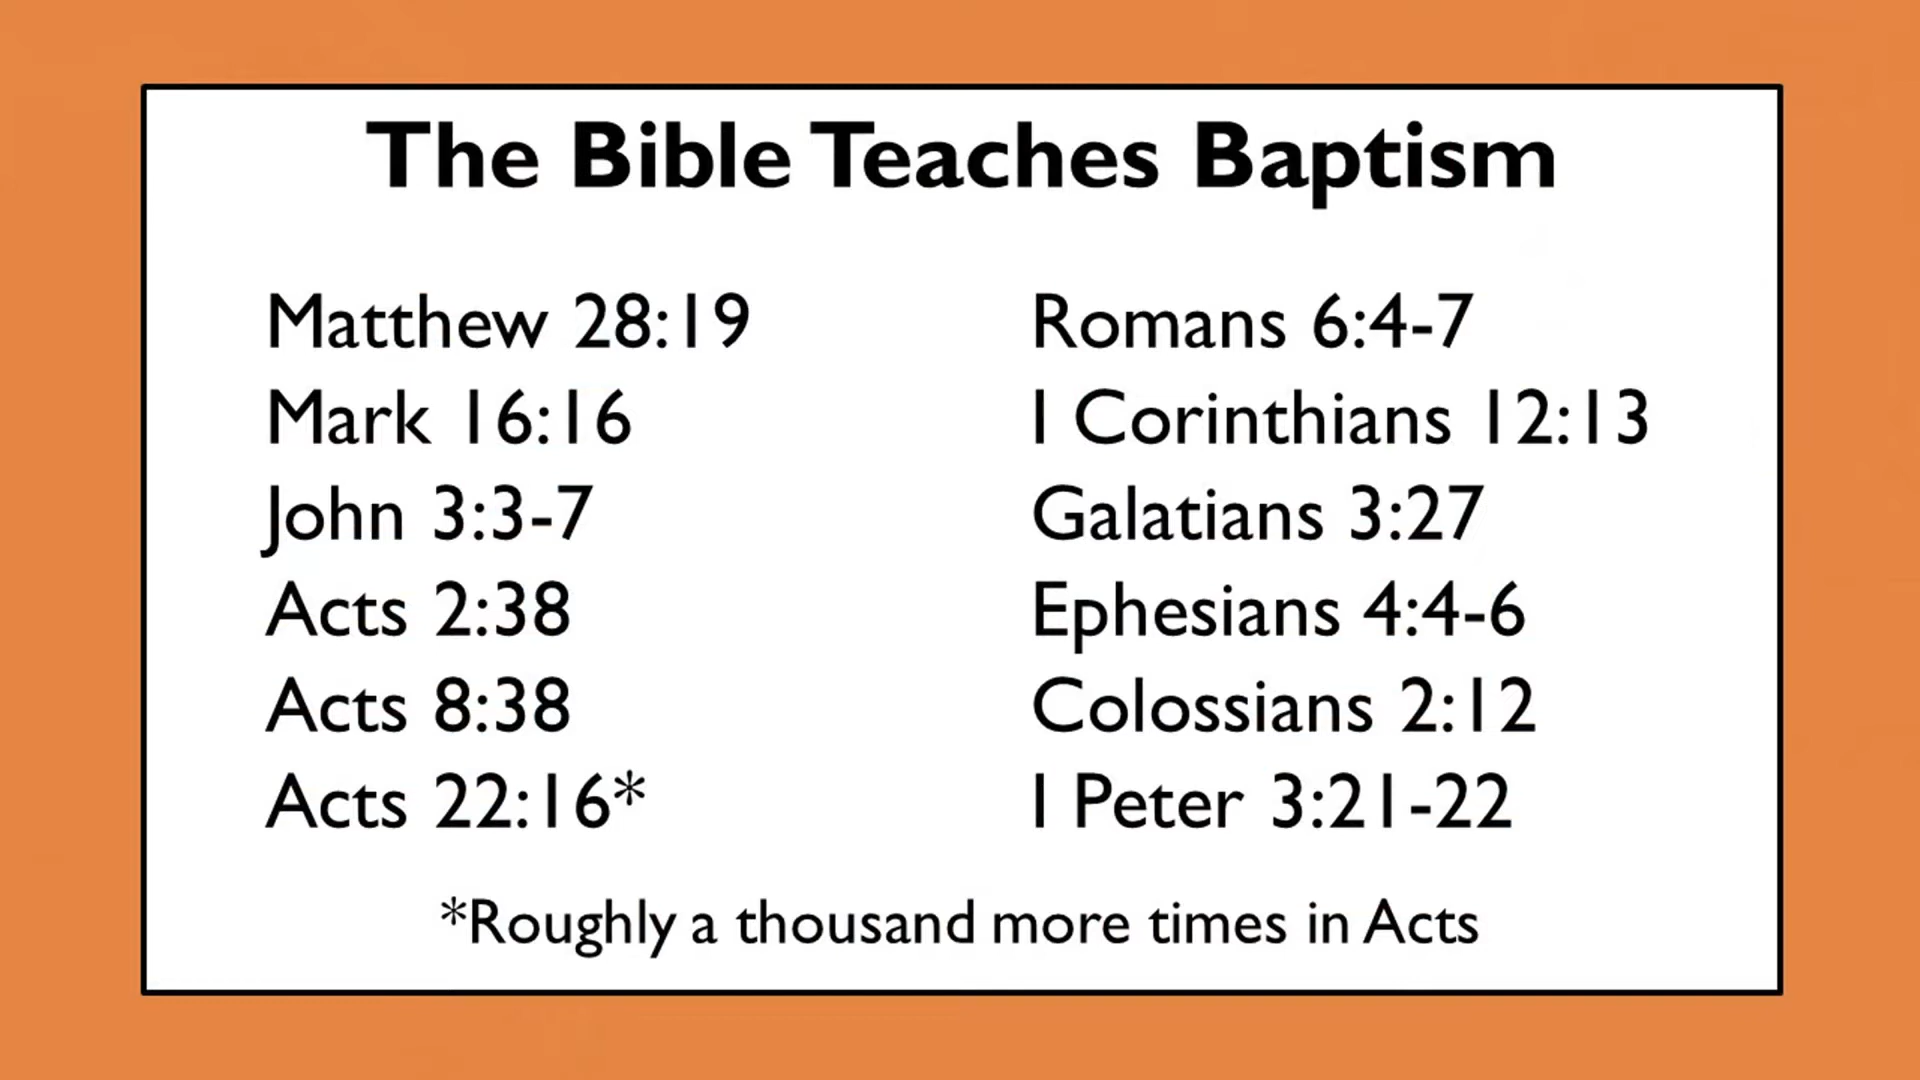 The Bible Teaches Baptism
Matthew 28:19
Mark 16:16
John 3:3-7
Acts 2:38
Acts 8:38
Acts 22:16*
Romans 6:4-7
I Corinthians 12:13
Galatians 3:27
Ephesians 4:4-6
Colossians 2:12
I Peter 3:21-22
*Roughly a thousand more times in Acts